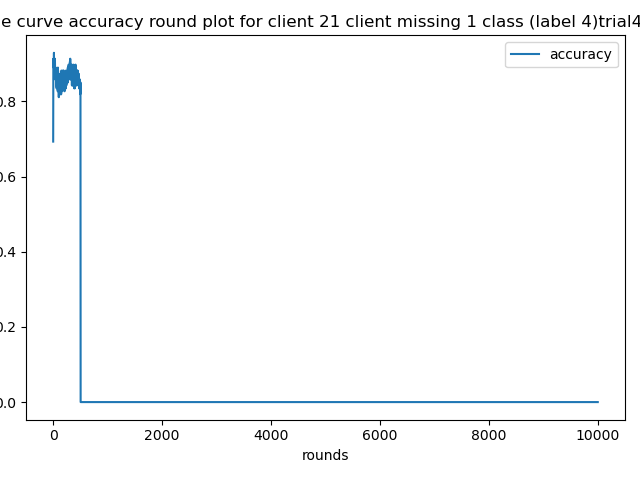 e curve accuracy round plot for client 21 client missing 1 class (label 4)trial4
accuracy
0.8
0.6
0.4
0.2
0.0
0 2000 4000 6000 8000 10000
rounds